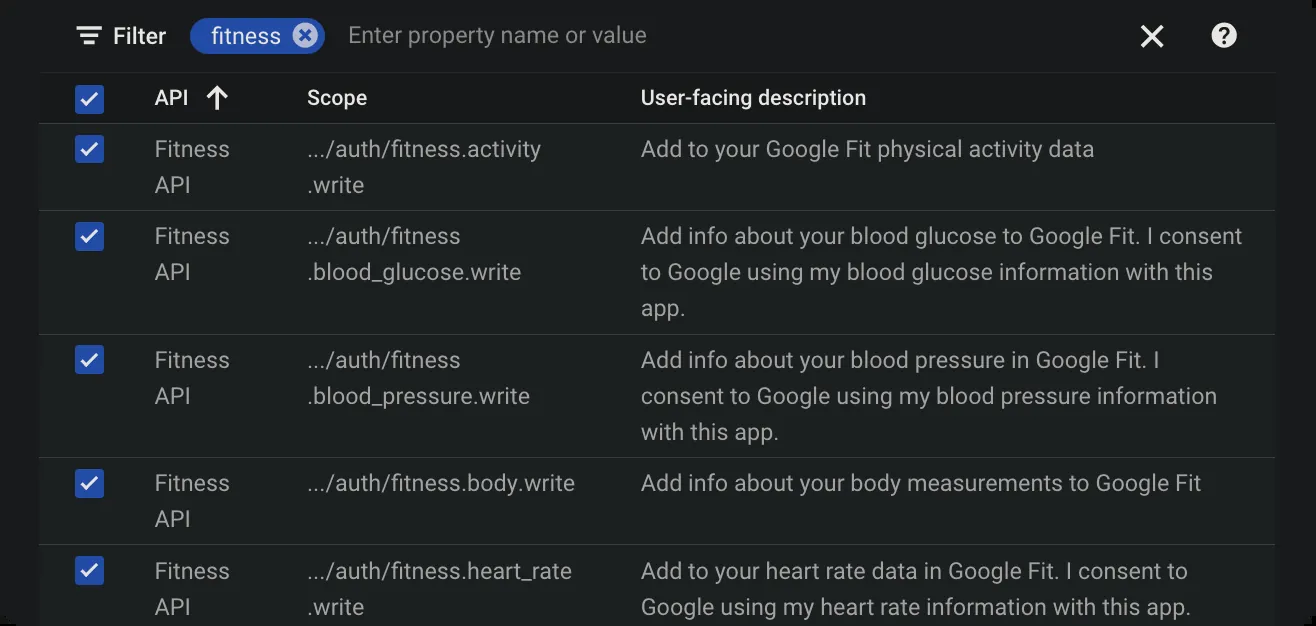 Filter fitness Enter property name or value
API Scope User-facing description
Fitness API .../auth/fitness.activity .write Add to your Google Fit physical activity data
Fitness API .../auth/fitness .blood_glucose.write Add info about your blood glucose to Google Fit. I consent
to Google using my blood glucose information with this
app.
Fitness API .../auth/fitness .blood_pressure.write Add info about your blood pressure in Google Fit. I
consent to Google using my blood pressure information
with this app.
Fitness API .../auth/fitness.body.write Add info about your body measurements to Google Fit
Fitness API .../auth/fitness.heart_rate .write Add to your heart rate data in Google Fit. I consent to
Google using my heart rate information with this app.